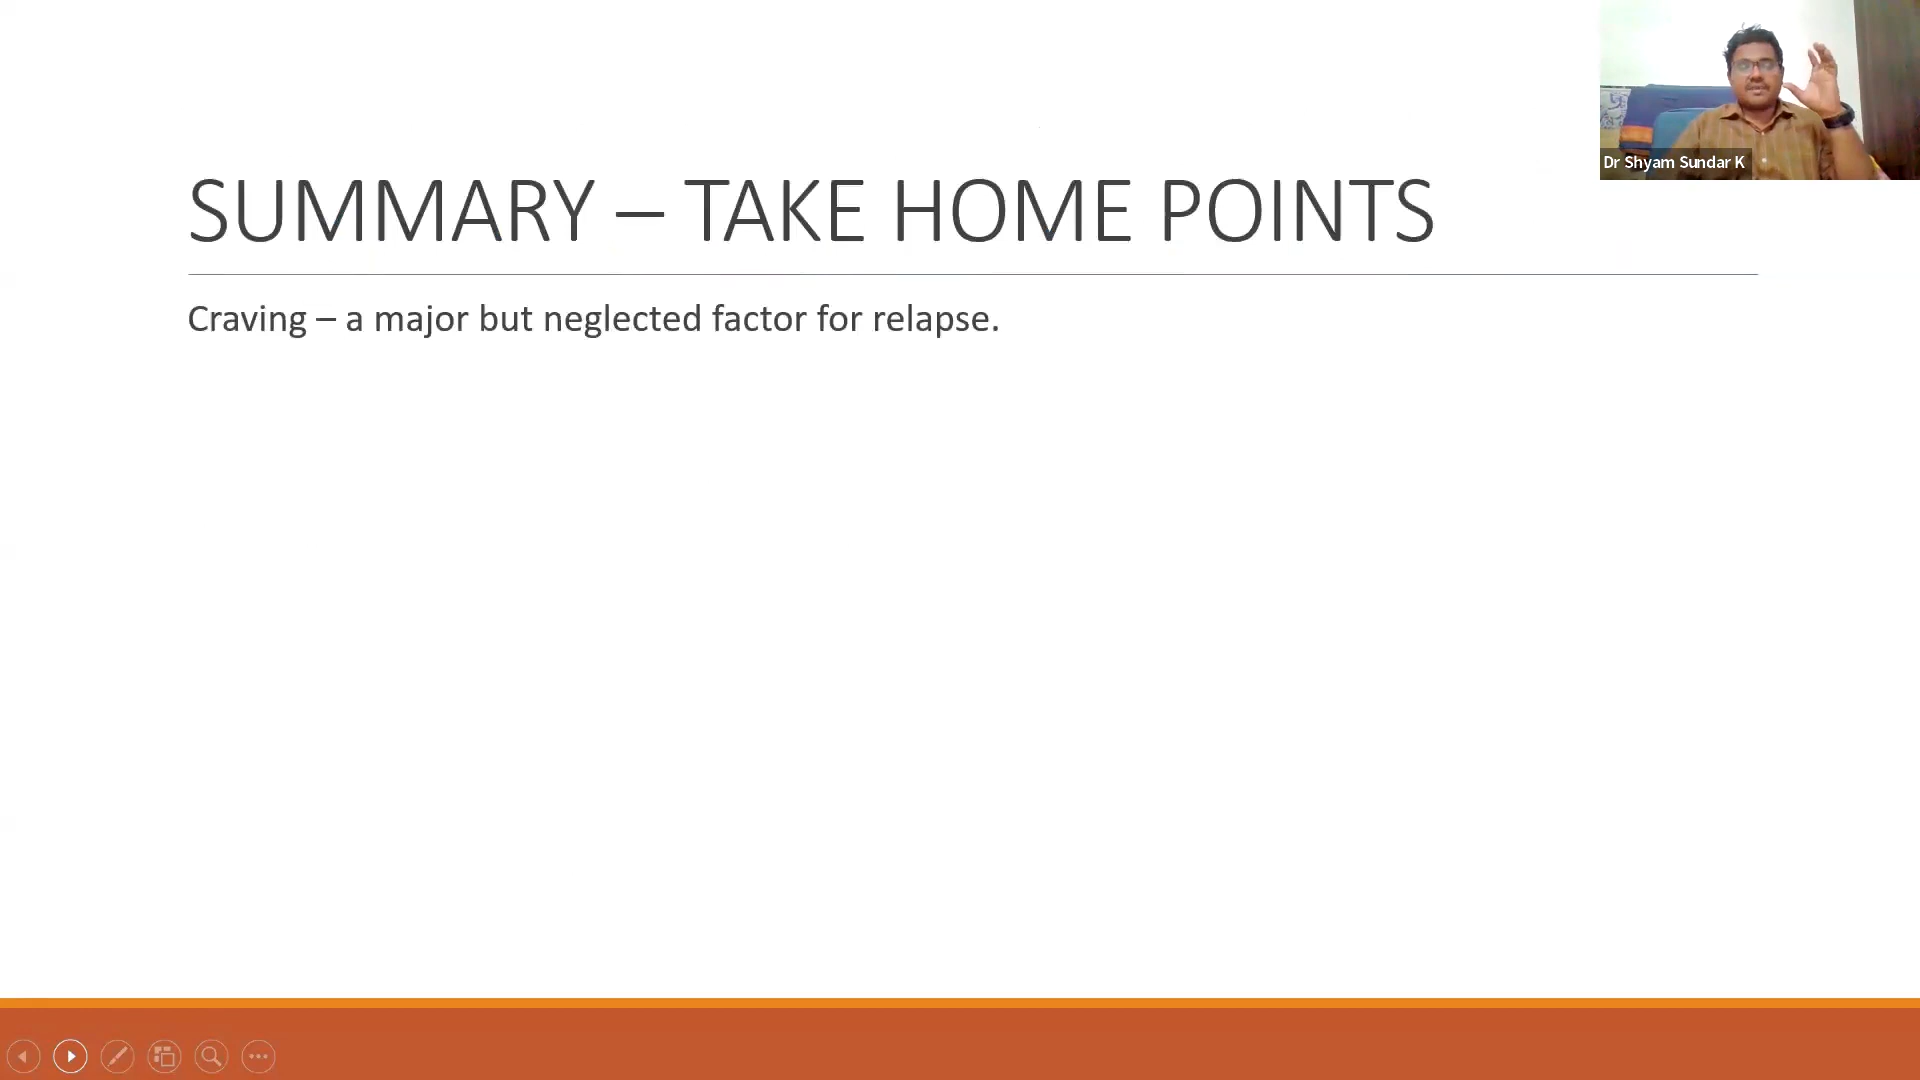 SUMMARY – TAKE HOME POINTS
Craving – a major but neglected factor for relapse.
Dr Shyam Sundar K